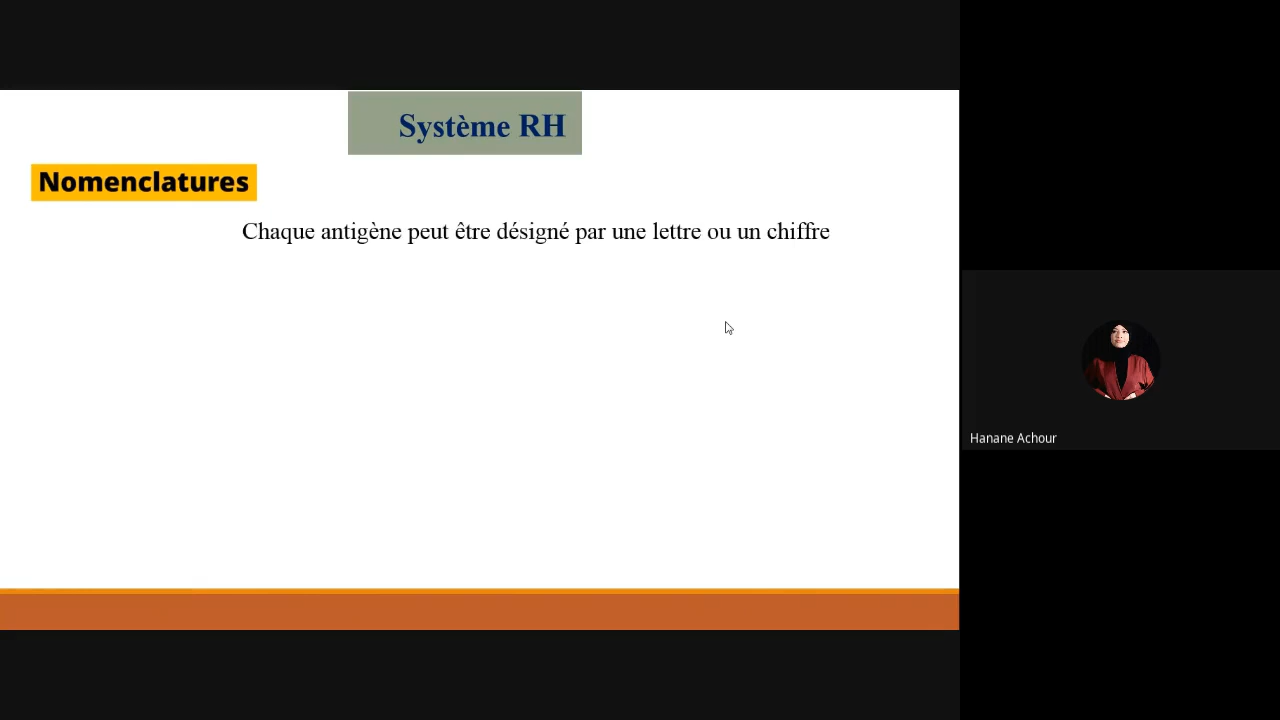 Système RH
Nomenclatures
Chaque antigène peut être désigné par une lettre ou un chiffre
Hanane Achour